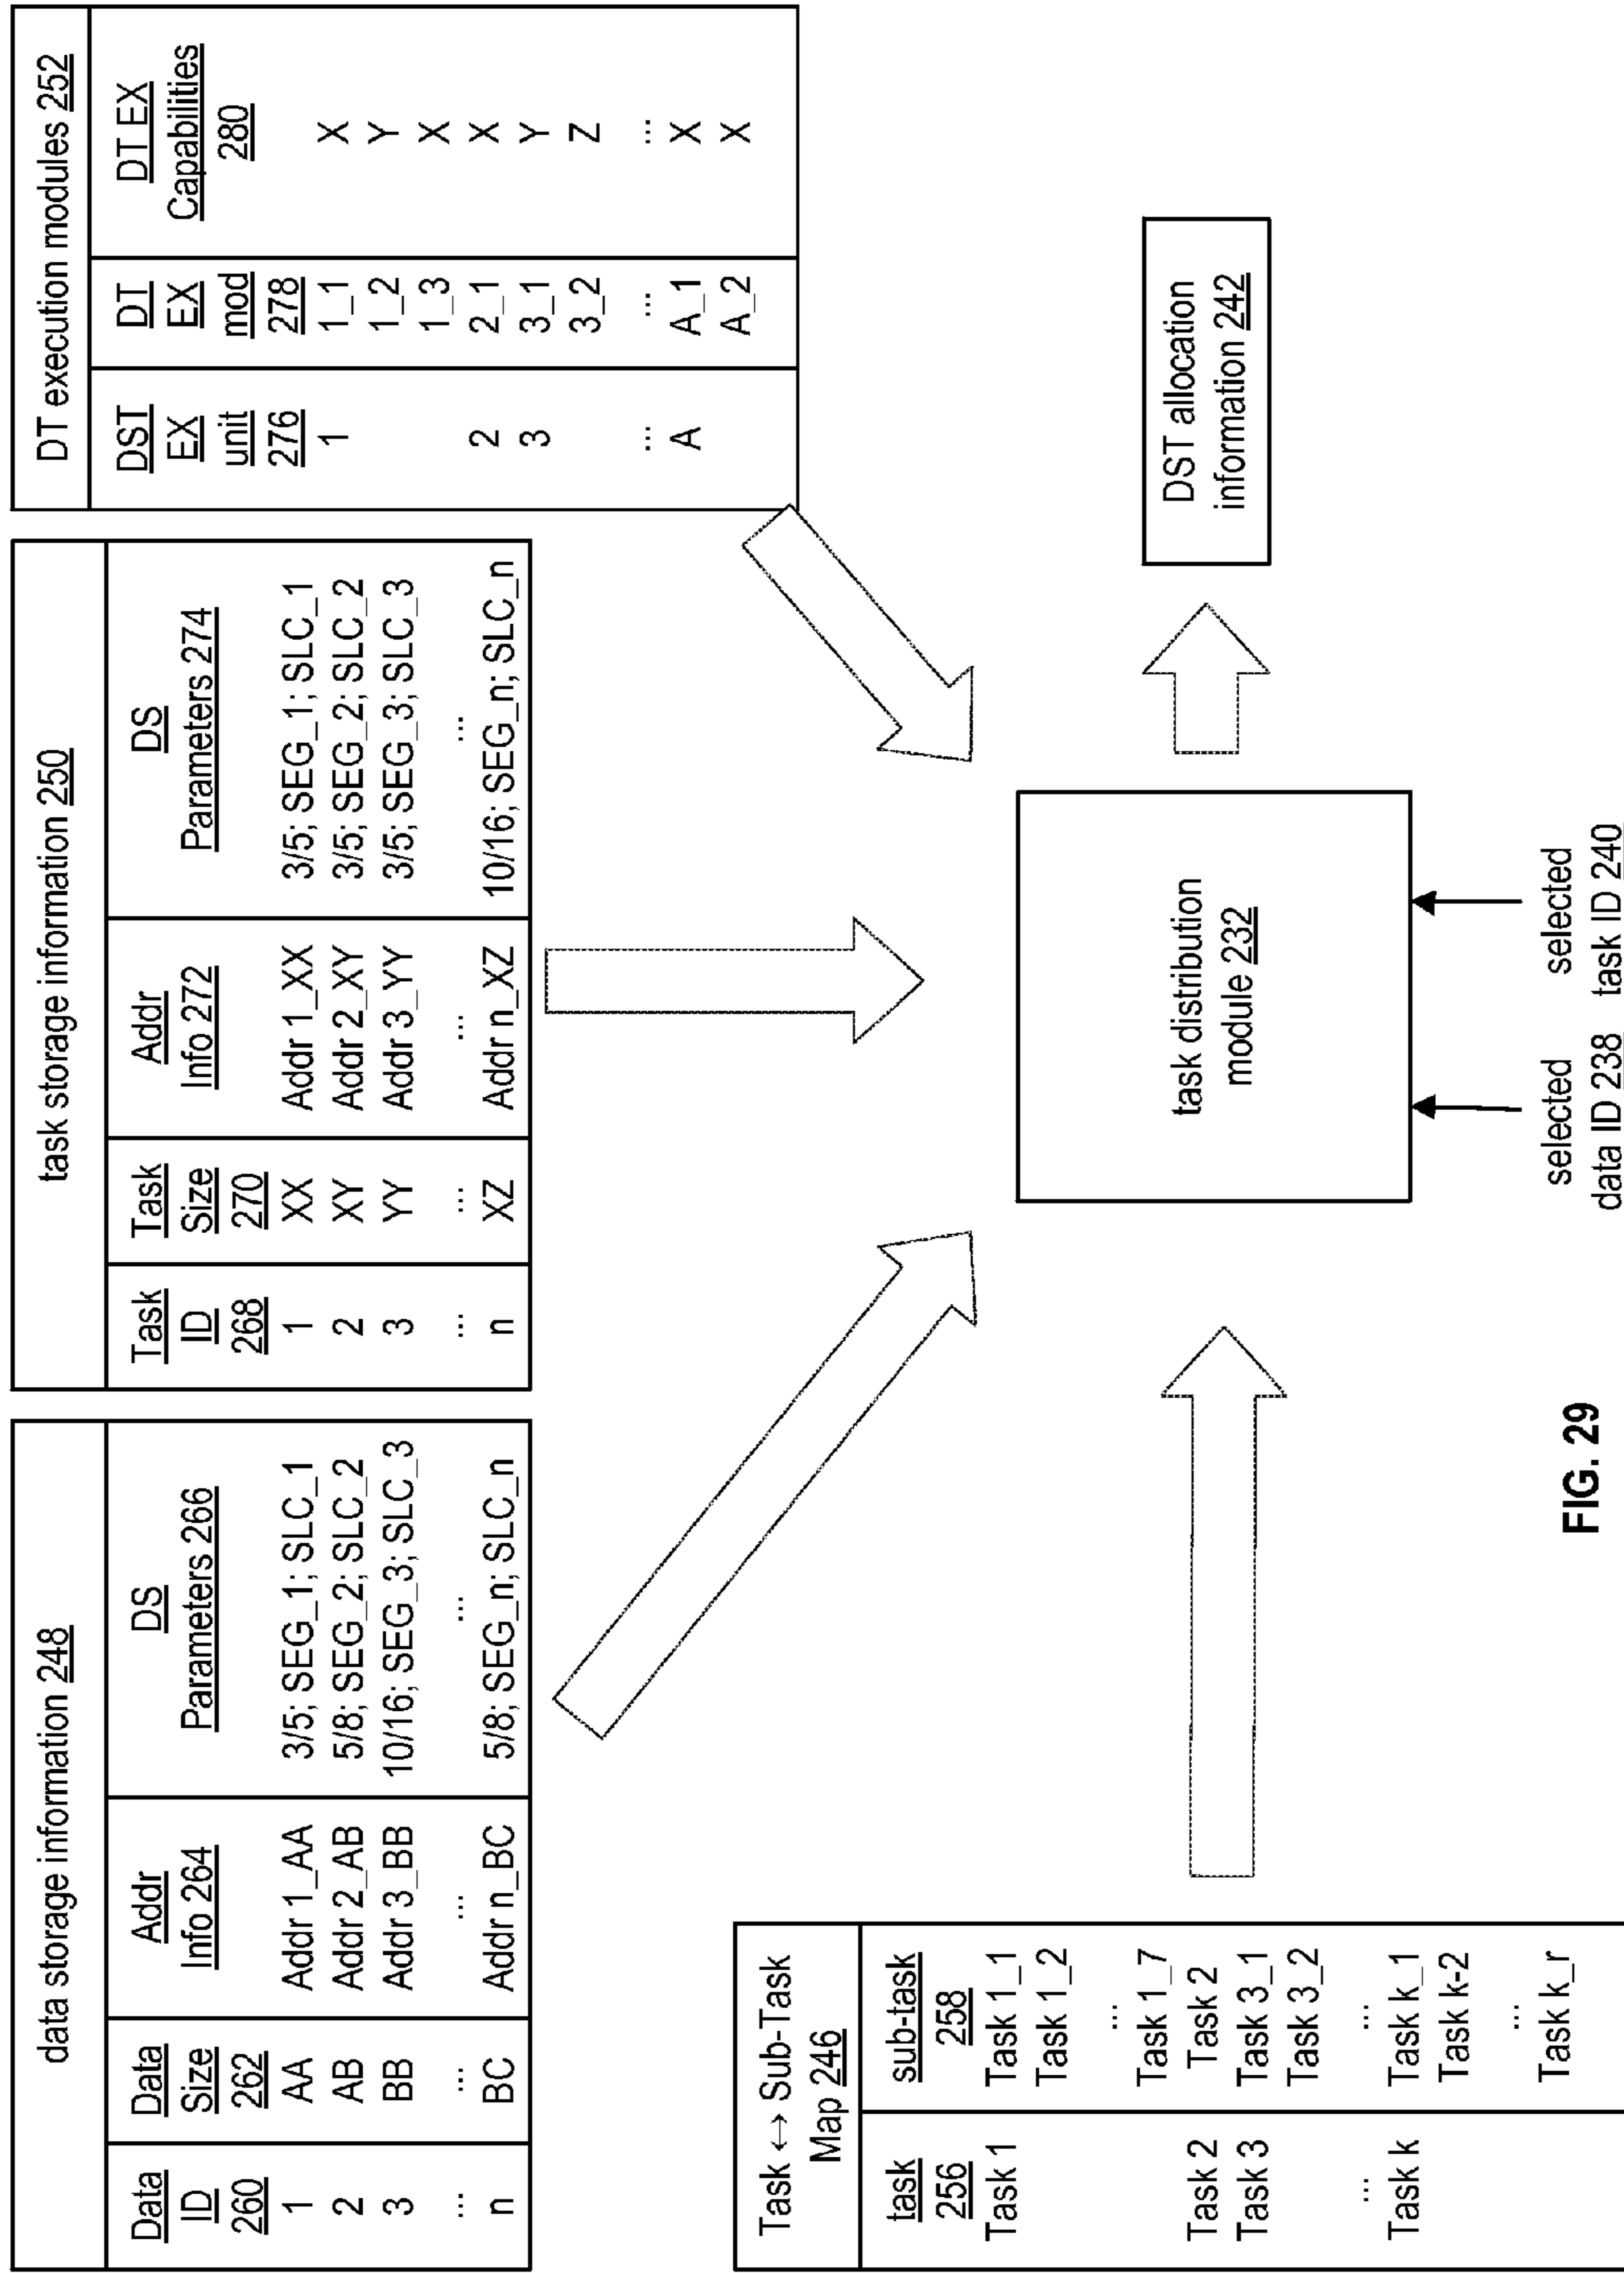 data storage information 248
Data ID 260 Data Size 262 Addr Info 264 DS Parameters 266
1 AA Addr 1_AA 3/5; SEG_1; SLC_1
2 AB Addr 2_AB 5/8; SEG_2; SLC_2
3 BB Addr 3_BB 10/16; SEG_3; SLC_3
... ... ... ...
n BC Addr n_BC 5/8; SEG_n; SLC_n
task storage information 250
Task ID 268 Task Size 270 Addr Info 272 DS Parameters 274
1 XX Addr 1_XX 3/5; SEG_1; SLC_1
2 XY Addr 2_XY 3/5; SEG_2; SLC_2
3 YY Addr 3_YY 3/5; SEG_3; SLC_3
... ... ... ...
n XZ Addr n_XZ 10/16; SEG_n; SLC_n
DT execution modules 252
DST EX unit 276 DT EX mod 278 DT EX Capabilities 280
1 1_1 X
1_2 Y
1_3 X
2 2_1 X
3 3_1 Y
3_2 Z
... ... ...
A A_1 X
A_2 X
Task ↔ Sub-Task
Map 246
task 256 sub-task 258
Task 1 Task 1_1
Task 1_2
...
Task 1_7
Task 2 Task 2
Task 3 Task 3_1
Task 3_2
... ...
Task k Task k_1
Task k-2
...
Task k_r
task distribution
module 232
DST allocation
information 242
selected
data ID 238
selected
task ID 240
FIG. 29